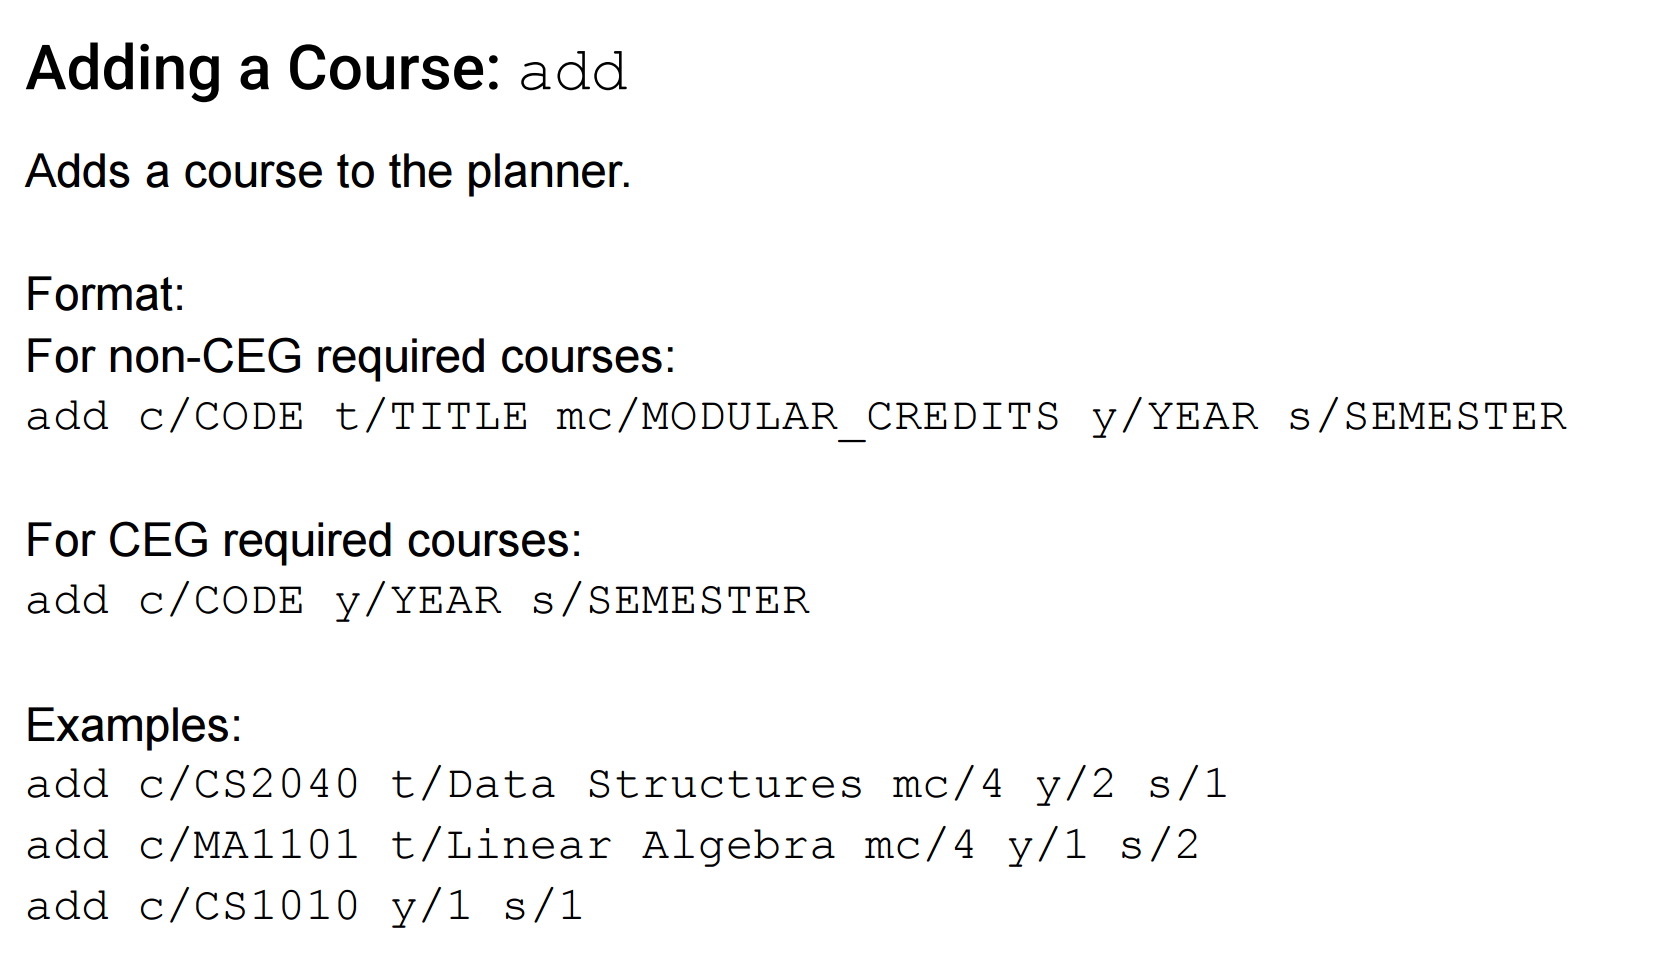 Adding a Course: add
Adds a course to the planner.
Format:
For non-CEG required courses:
add c/CODE t/TITLE mc/MODULAR_CREDITS y/YEAR s/SEMESTER
For CEG required courses:
add c/CODE y/YEAR s/SEMESTER
Examples:
add c/CS2040 t/Data Structures mc/4 y/2 s/1
add c/MA1101 t/Linear Algebra mc/4 y/1 s/2
add c/CS1010 y/1 s/1